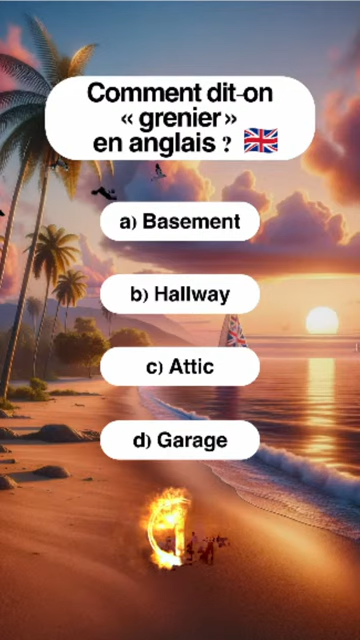 Comment dit-on
« grenier »
en anglais ?
a) Basement
b) Hallway
c) Attic
d) Garage